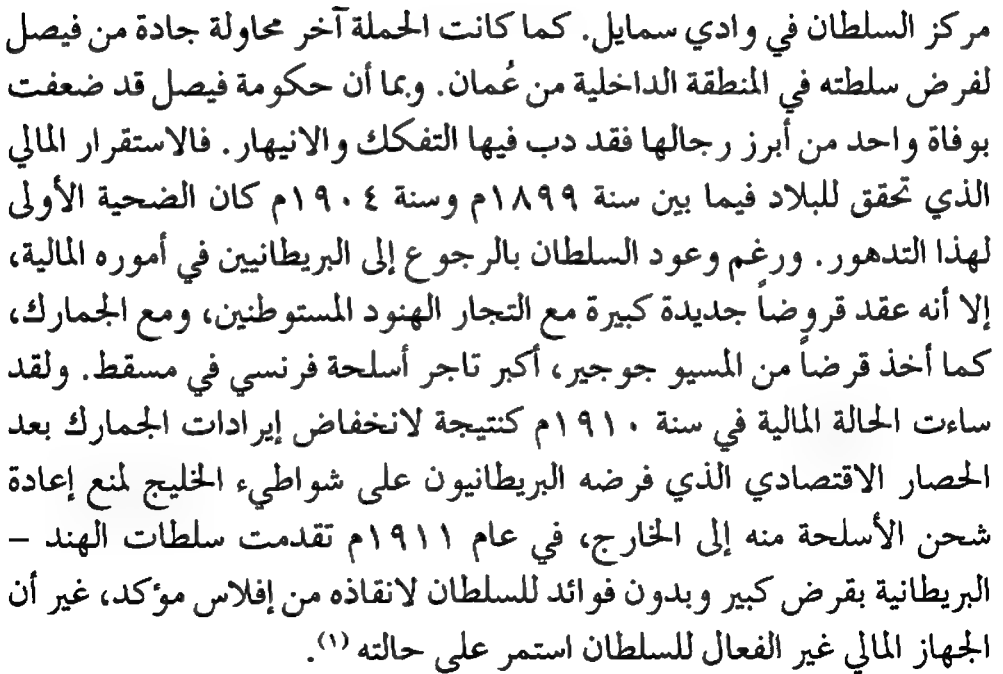 مركز السلطان في وادي سمايل. كما كانت الحملة آخر محاولة جادة من فيصل
لفرض سلطته في المنطقة الداخلية من عُمان. وبما أن حكومة فيصل قد ضعفت
بوفاة واحد من أبرز رجالها فقد دب فيها التفكك والانهيار. فالاستقرار المالي
الذي تحقق للبلاد فيما بين سنة ١٨٩٩م وسنة ١٩٠٤م كان الضحية الأولى
لهذا التدهور. ورغم وعود السلطان بالرجوع إلى البريطانيين في أموره المالية،
إلا أنه عقد قروضاً جديدة كبيرة مع التجار الهنود المستوطنين، ومع الجمارك،
كما أخذ قرضاً من المسيو جوجير، أكبر تاجر أسلحة فرنسي في مسقط. ولقد
ساءت الحالة المالية في سنة ١٩١٠م كنتيجة لانخفاض إيرادات الجمارك بعد
الحصار الاقتصادي الذي فرضه البريطانيون على شواطيء الخليج لمنع إعادة
شحن الأسلحة منه إلى الخارج، في عام ١٩١١م تقدمت سلطات الهند –
البريطانية بقرض كبير وبدون فوائد للسلطان لانقاذه من إفلاس مؤكد، غير أن
الجهاز المالي غير الفعال للسلطان استمر على حالته (١).